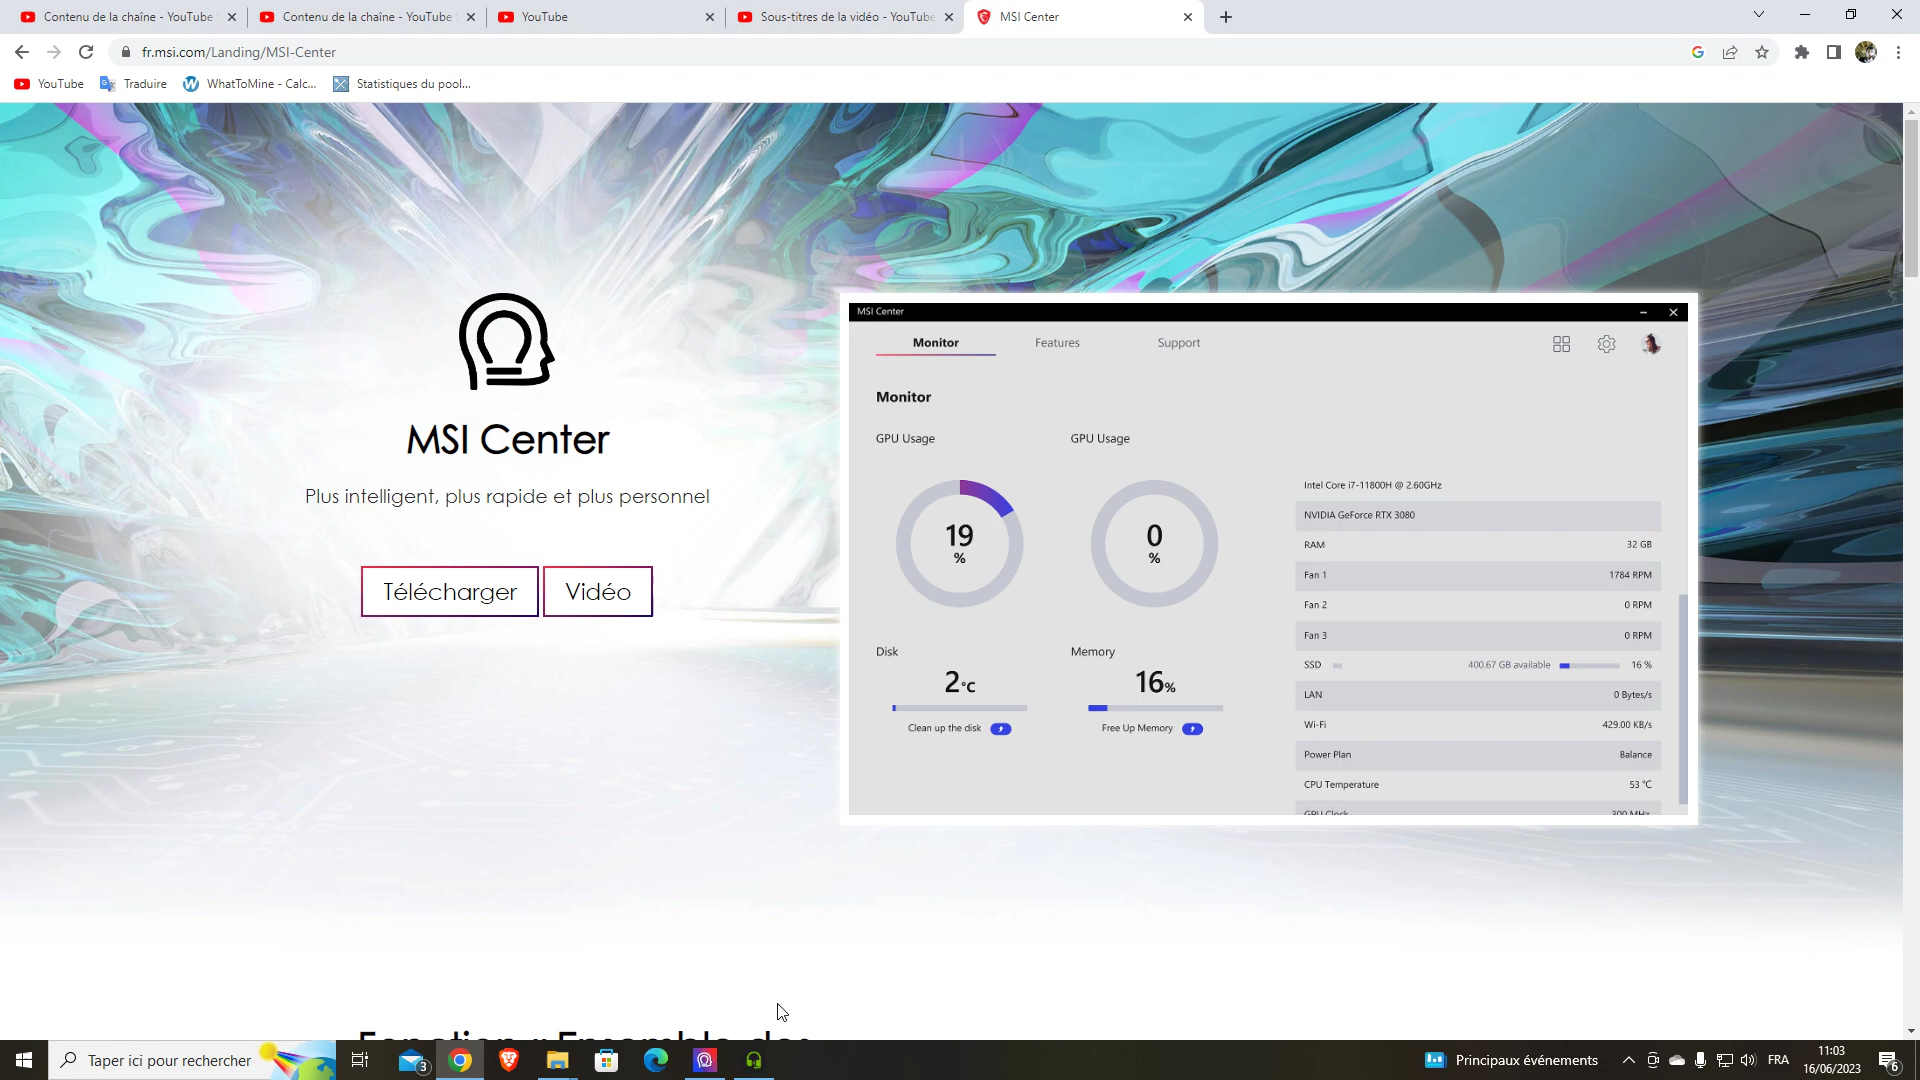 Contenu de la chaîne - YouTube
Contenu de la chaîne - YouTube
YouTube
Sous-titres de la vidéo - YouTube
MSI Center
fr.msi.com/Landing/MSI-Center
YouTube
Traduire
WhatToMine - Calc...
Statistiques du pool...
MSI Center
Plus intelligent, plus rapide et plus personnel
Télécharger
Vidéo
MSI Center
Monitor
Features
Support
Monitor
GPU Usage
GPU Usage
19
%
0
%
Disk
Memory
2°C
16%
Clean up the disk
Free Up Memory
Intel Core i7-11800H @ 2.60GHz
NVIDIA GeForce RTX 3080
RAM 32 GB
Fan 1 1784 RPM
Fan 2 0 RPM
Fan 3 0 RPM
SSD 400.67 GB available 16 %
LAN 0 Bytes/s
Wi-Fi 429.00 KB/s
Power Plan Balance
CPU Temperature 53 °C
GPU Clock 300 MHz
Taper ici pour rechercher
3
Principaux événements
FRA
11:03
16/06/2023
6